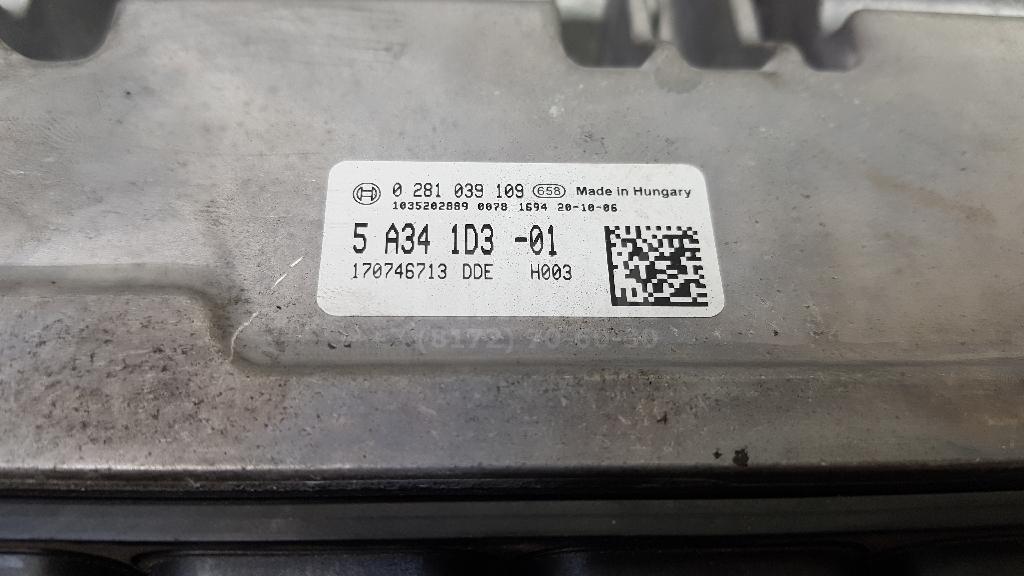 0 281 039 109 658 Made in Hungary
1035202889 0078 1694 20-10-06
5 A34 1D3 -01
170746713 DDE H003